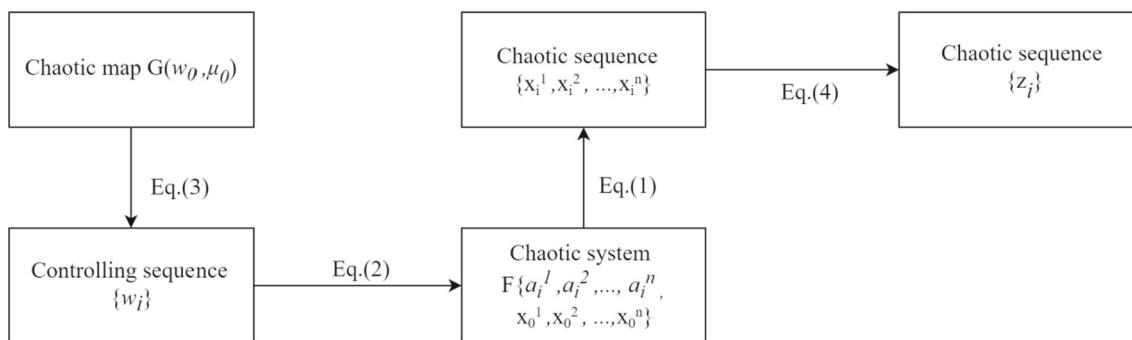 Chaotic map G(w₀,μ₀)
Eq.(3)
Controlling sequence
{wᵢ}
Eq.(2)
Chaotic system
F{aᵢ¹,aᵢ²,..., aᵢⁿ,
x₀¹,x₀², ...,x₀ⁿ}
Eq.(1)
Chaotic sequence
{xᵢ¹,xᵢ², ...,xᵢⁿ}
Eq.(4)
Chaotic sequence
{zᵢ}